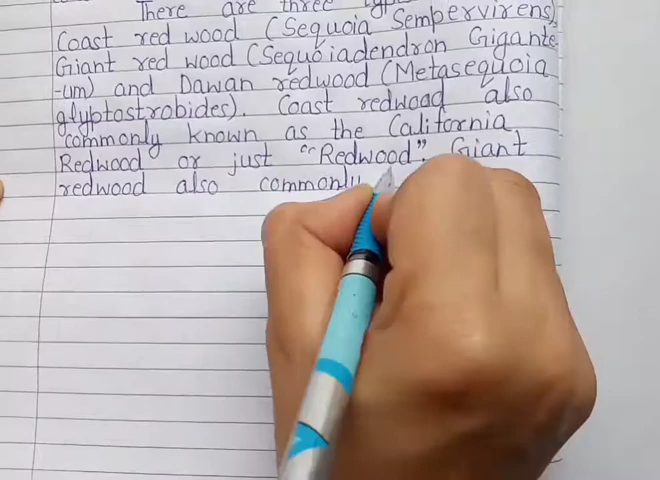 There are three
Coast red wood (Sequoia Sempervirens),
Giant red wood (Sequoiadendron Gigante
-um) and Dawan redwood (Metasequoia
glyptostrobides). Coast redwood also
commonly known as the California
Redwood or just "Redwood". Giant
redwood also commonly